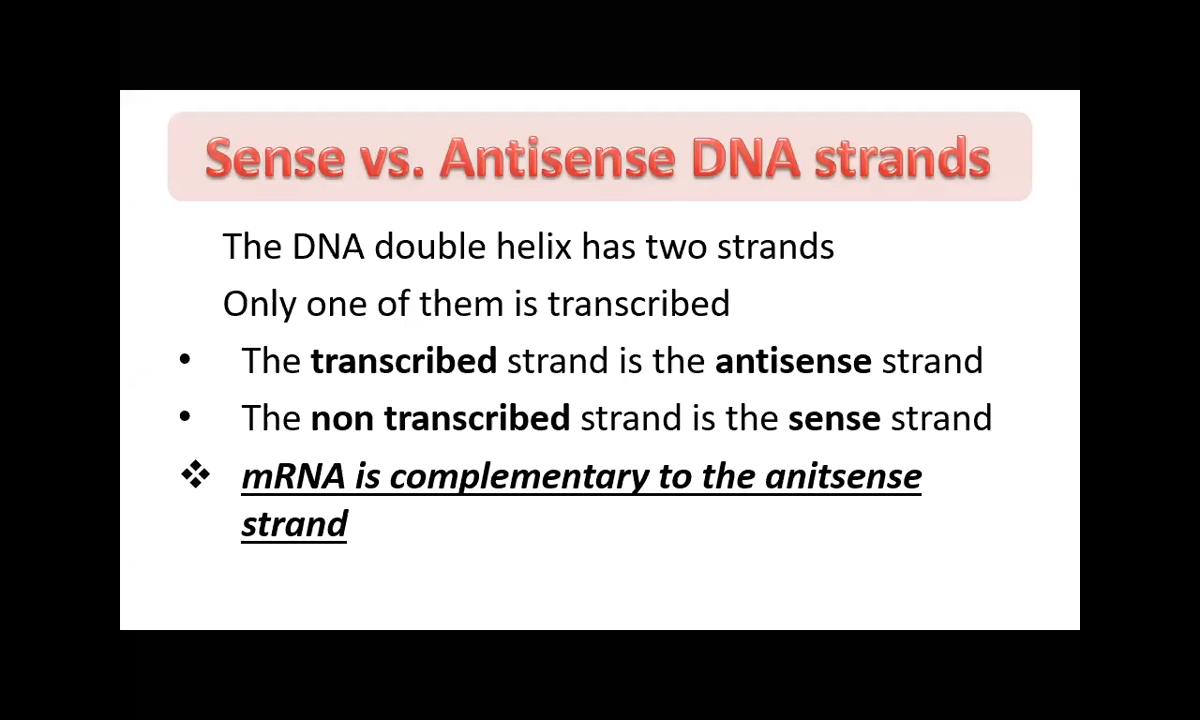 Sense vs. Antisense DNA strands
The DNA double helix has two strands
Only one of them is transcribed
• The transcribed strand is the antisense strand
• The non transcribed strand is the sense strand
❖ mRNA is complementary to the anitsense
strand